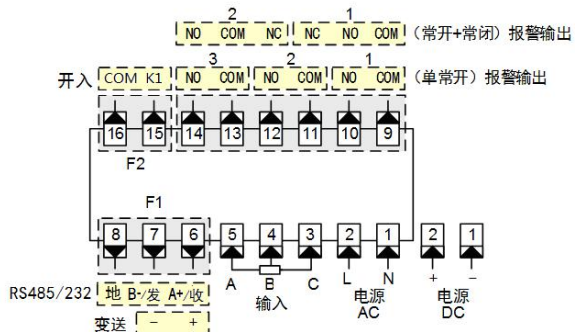 2 1
NO COM NC NC NO COM (常开+常闭) 报警输出
3 2 1
开入 COM K1 NO COM NO COM NO COM (单常开) 报警输出
16 15 14 13 12 11 10 9
F2
F1
8 7 6 5 4 3 2 1 2 1
A B C L N + −
RS485/232 地 B-/发 A+/收 输入 电源 AC 电源 DC
变送 − +